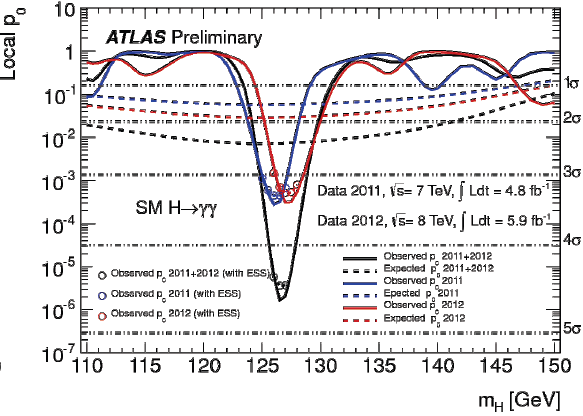 Local p₀
ATLAS Preliminary
1
10⁻¹
10⁻²
10⁻³
10⁻⁴
10⁻⁵
10⁻⁶
10⁻⁷
1σ
2σ
3σ
4σ
5σ
Data 2011, √s= 7 TeV, ∫ Ldt = 4.8 fb⁻¹
SM H→γγ
Data 2012, √s= 8 TeV, ∫ Ldt = 5.9 fb⁻¹
Observed p₀ 2011+2012 (with ESS)
Observed p₀ 2011 (with ESS)
Observed p₀ 2012 (with ESS)
Observed p₀ 2011+2012
Expected p₀ 2011+2012
Observed p₀ 2011
Epected p₀ 2011
Observed p₀ 2012
Expected p₀ 2012
110 115 120 125 130 135 140 145 150
m_H [GeV]